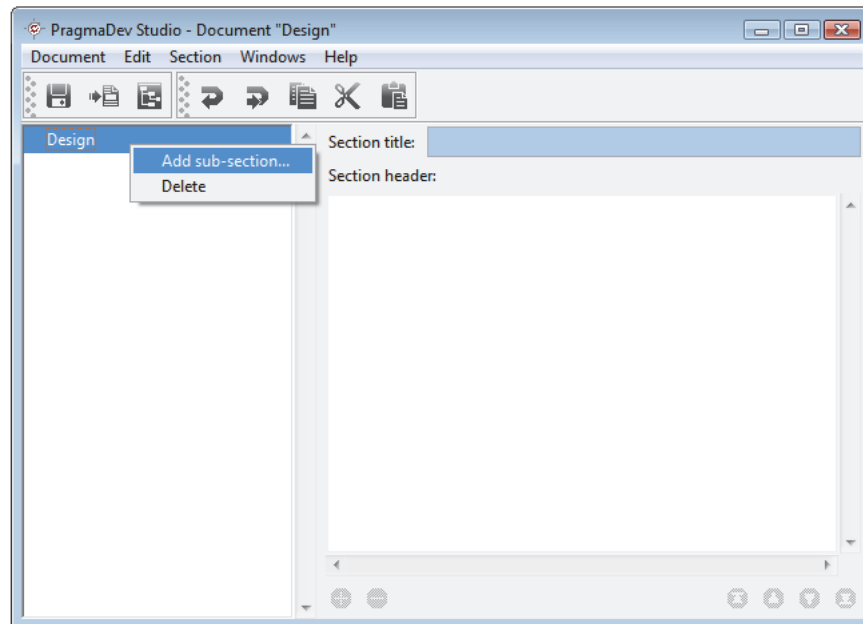 PragmaDev Studio - Document "Design"
Document Edit Section Windows Help
Design
Section title:
Add sub-section...
Section header:
Delete